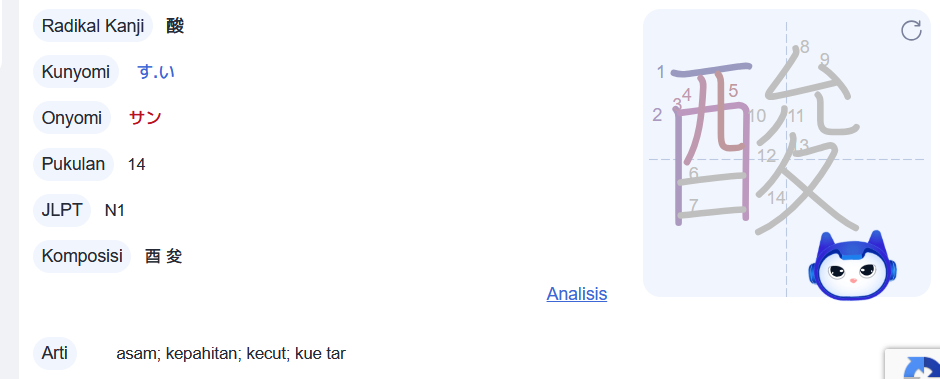 Radikal Kanji 酸
Kunyomi す.い
Onyomi サン
Pukulan 14
JLPT N1
Komposisi 酉 夋
Analisis
Arti asam; kepahitan; kecut; kue tar
酸
1
2
3
4
5
6
7
8
9
10
11
12
13
14